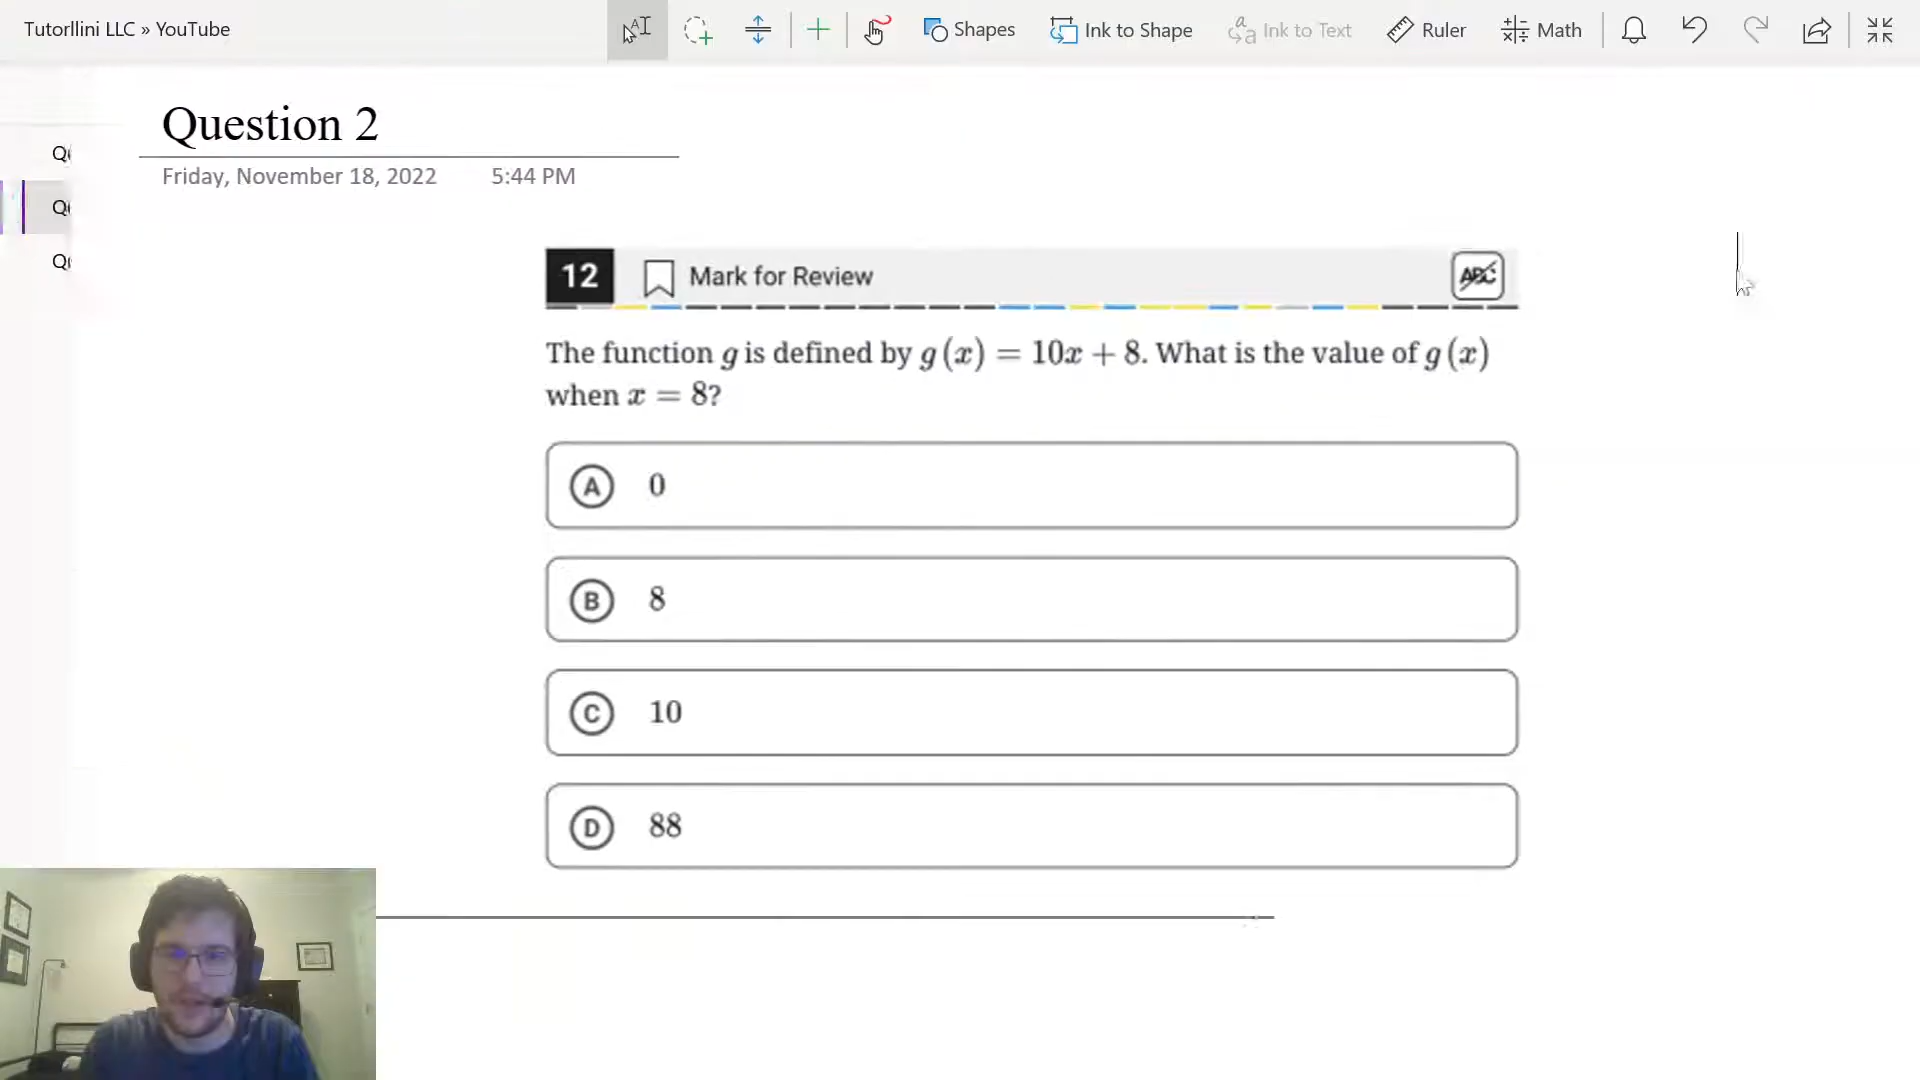 Tutorllini LLC » YouTube
Shapes
Ink to Shape
Ink to Text
Ruler
Math
Question 2
Friday, November 18, 2022 5:44 PM
12 Mark for Review ABC
The function g is defined by g(x) = 10x + 8. What is the value of g(x)
when x = 8?
A 0
B 8
C 10
D 88